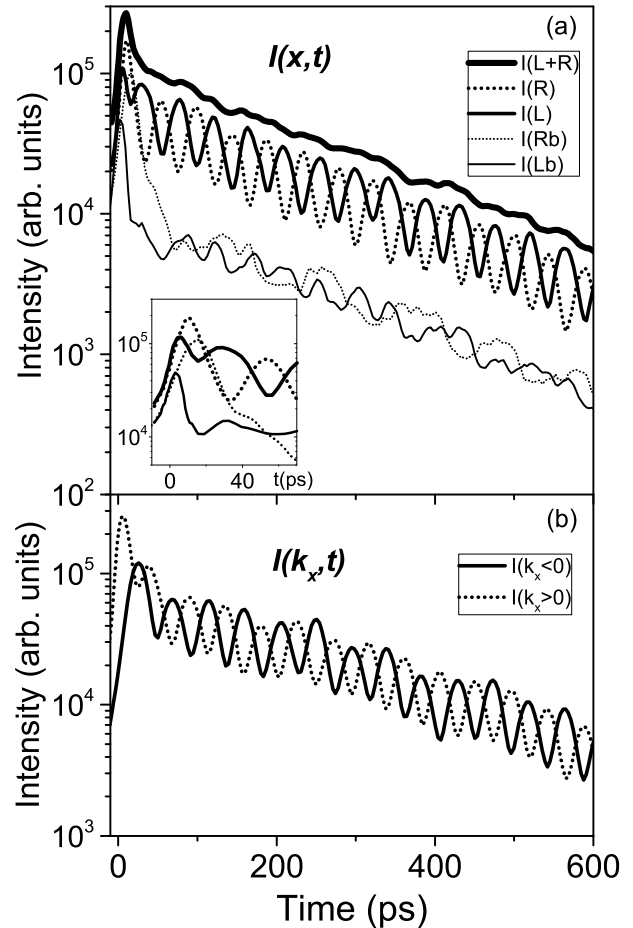 (a)
I(x,t)
I(L+R)
I(R)
I(L)
I(Rb)
I(Lb)
10^5
10^4
10^3
10^2
Intensity (arb. units)
10^5
10^4
0
40
t(ps)
(b)
I(k_x,t)
I(k_x<0)
I(k_x>0)
10^5
10^4
10^3
Intensity (arb. units)
0
200
400
600
Time (ps)